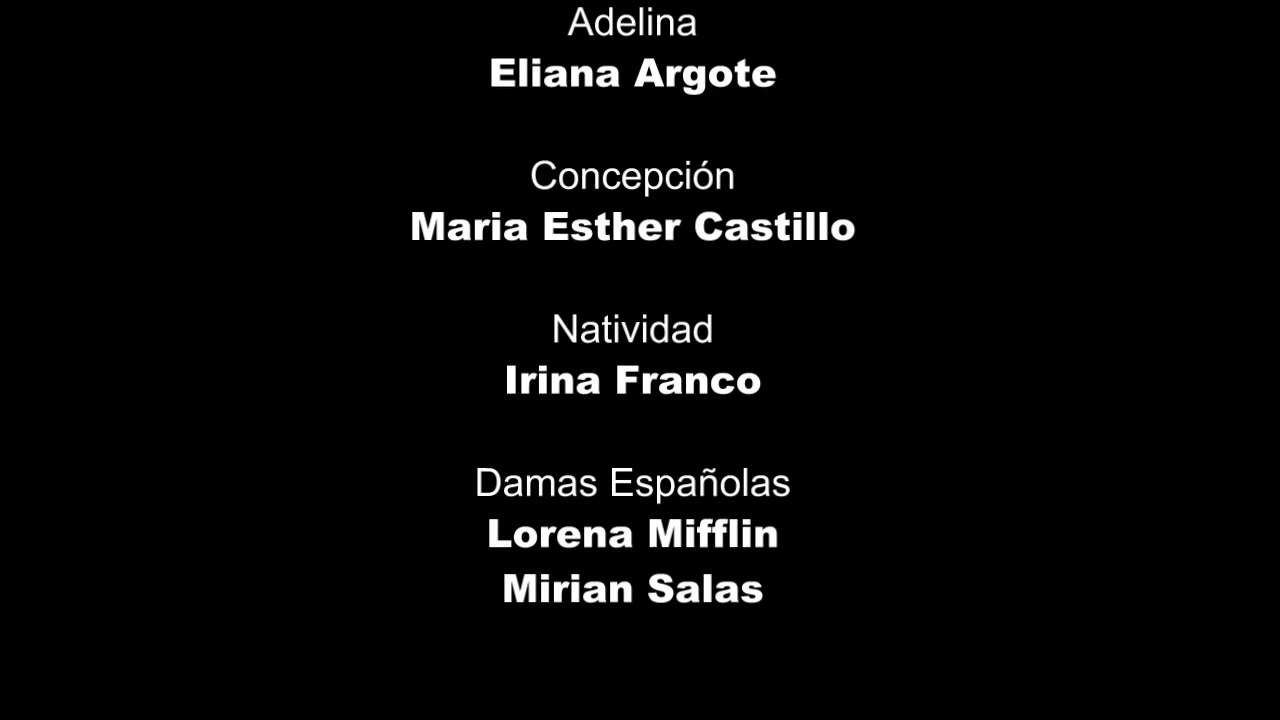 Adelina
Eliana Argote
Concepción
Maria Esther Castillo
Natividad
Irina Franco
Damas Españolas
Lorena Mifflin
Mirian Salas